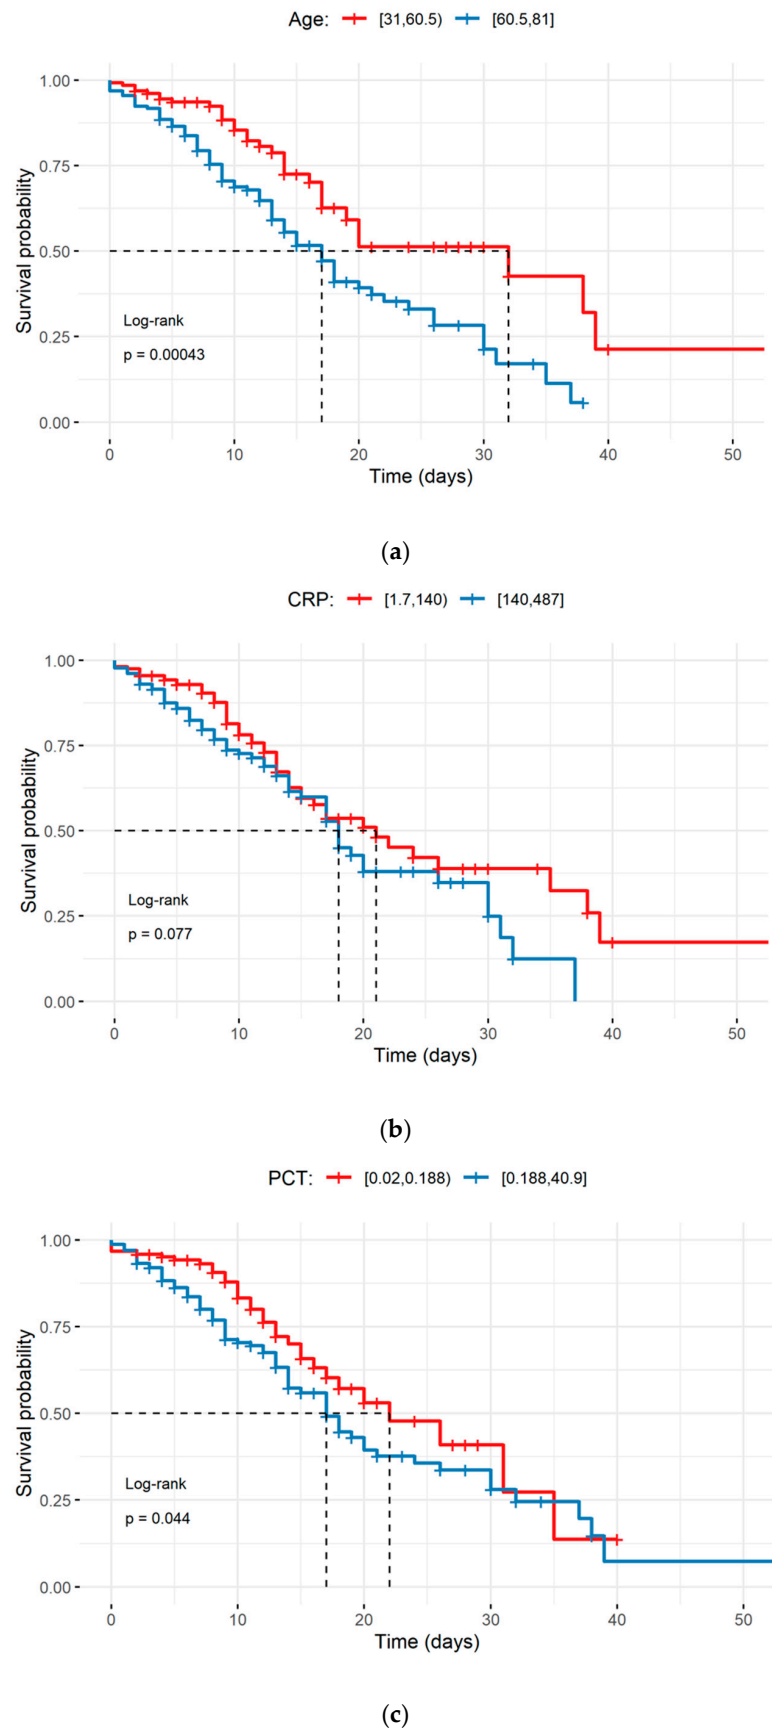 Age: [31,60.5) [60.5,81]
Survival probability
1.00
0.75
0.50
0.25
0.00
Log-rank
p = 0.00043
0 10 20 30 40 50
Time (days)
(a)
CRP: [1.7,140) [140,487]
Survival probability
1.00
0.75
0.50
0.25
0.00
Log-rank
p = 0.077
0 10 20 30 40 50
Time (days)
(b)
PCT: [0.02,0.188) [0.188,40.9]
Survival probability
1.00
0.75
0.50
0.25
0.00
Log-rank
p = 0.044
0 10 20 30 40 50
Time (days)
(c)